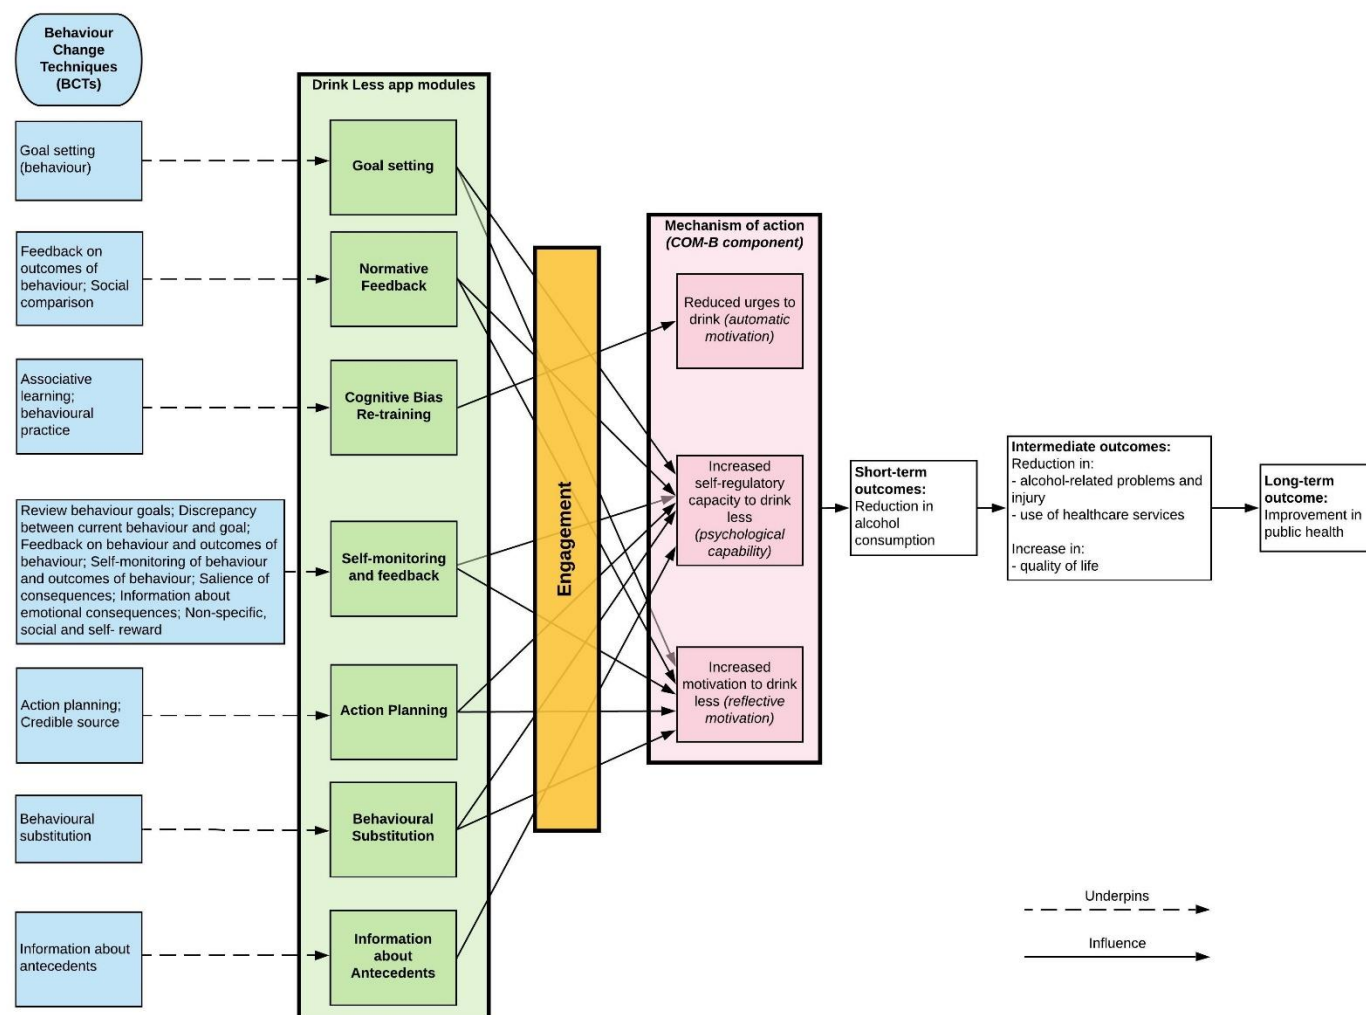 Behaviour
Change
Techniques
(BCTs)
Drink Less app modules
Goal setting
(behaviour)
Goal setting
Feedback on
outcomes of
behaviour; Social
comparison
Normative
Feedback
Associative
learning;
behavioural
practice
Cognitive Bias
Re-training
Review behaviour goals; Discrepancy
between current behaviour and goal;
Feedback on behaviour and outcomes of
behaviour; Self-monitoring of behaviour
and outcomes of behaviour; Salience of
consequences; Information about
emotional consequences; Non-specific,
social and self- reward
Self-monitoring
and feedback
Action planning;
Credible source
Action Planning
Behavioural
substitution
Behavioural
Substitution
Information about
antecedents
Information
about
Antecedents
Engagement
Mechanism of action
(COM-B component)
Reduced urges to
drink (automatic
motivation)
Increased
self-regulatory
capacity to drink
less
(psychological
capability)
Increased
motivation to drink
less (reflective
motivation)
Short-term
outcomes:
Reduction in
alcohol
consumption
Intermediate outcomes:
Reduction in:
- alcohol-related problems and
injury
- use of healthcare services
Increase in:
- quality of life
Long-term
outcome:
Improvement in
public health
Underpins
Influence